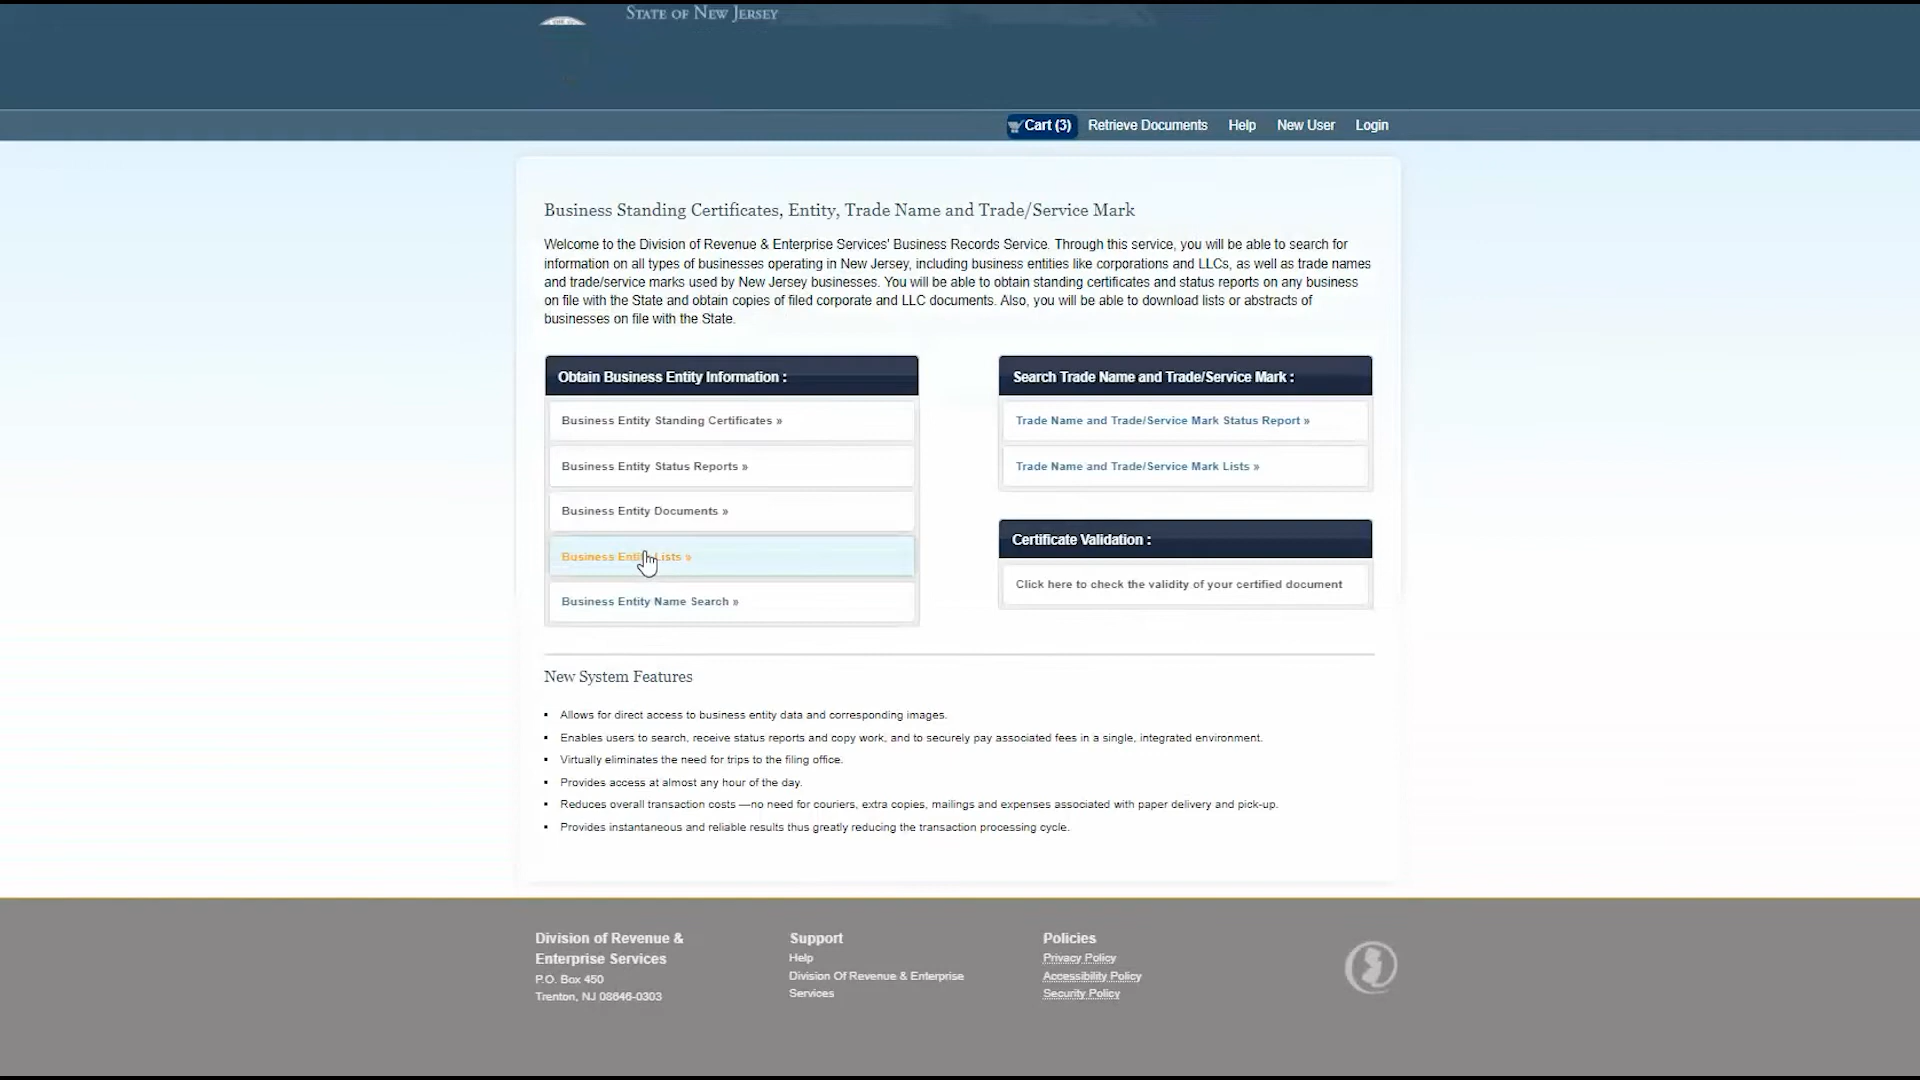 State of New Jersey
Cart (3) Retrieve Documents Help New User Login
Business Standing Certificates, Entity, Trade Name and Trade/Service Mark
Welcome to the Division of Revenue & Enterprise Services' Business Records Service. Through this service, you will be able to search for
information on all types of businesses operating in New Jersey, including business entities like corporations and LLCs, as well as trade names
and trade/service marks used by New Jersey businesses. You will be able to obtain standing certificates and status reports on any business
on file with the State and obtain copies of filed corporate and LLC documents. Also, you will be able to download lists or abstracts of
businesses on file with the State.
Obtain Business Entity Information :
Business Entity Standing Certificates »
Business Entity Status Reports »
Business Entity Documents »
Business Entity Lists »
Business Entity Name Search »
Search Trade Name and Trade/Service Mark :
Trade Name and Trade/Service Mark Status Report »
Trade Name and Trade/Service Mark Lists »
Certificate Validation :
Click here to check the validity of your certified document
New System Features
▪ Allows for direct access to business entity data and corresponding images.
▪ Enables users to search, receive status reports and copy work, and to securely pay associated fees in a single, integrated environment.
▪ Virtually eliminates the need for trips to the filing office.
▪ Provides access at almost any hour of the day.
▪ Reduces overall transaction costs —no need for couriers, extra copies, mailings and expenses associated with paper delivery and pick-up.
▪ Provides instantaneous and reliable results thus greatly reducing the transaction processing cycle.
Division of Revenue &
Enterprise Services
P.O. Box 450
Trenton, NJ 08646-0303
Support
Help
Division Of Revenue & Enterprise
Services
Policies
Privacy Policy
Accessibility Policy
Security Policy